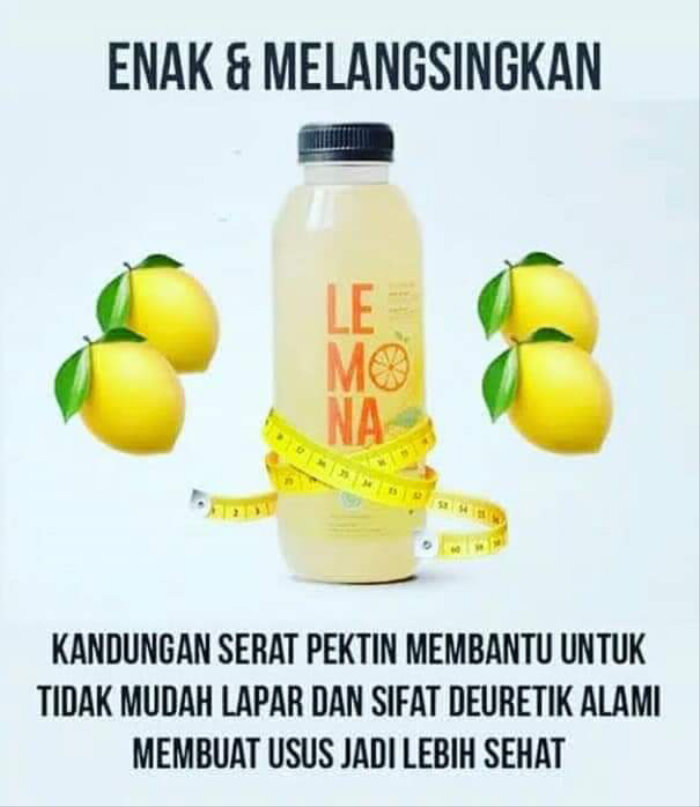 ENAK & MELANGSINGKAN
LE
MO
NA
KANDUNGAN SERAT PEKTIN MEMBANTU UNTUK
TIDAK MUDAH LAPAR DAN SIFAT DEURETIK ALAMI
MEMBUAT USUS JADI LEBIH SEHAT